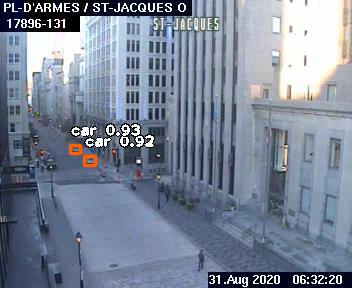 PL-D'ARMES / ST-JACQUES O
17896-131
ST-JACQUES
car 0.93
car 0.92
31.Aug 2020 06:32:20